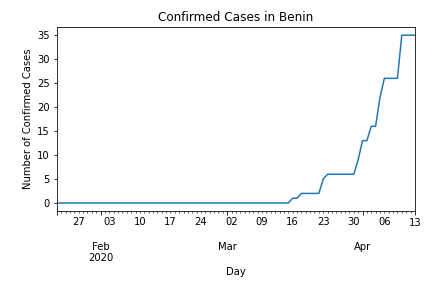 Confirmed Cases in Benin
Number of Confirmed Cases
35
30
25
20
15
10
5
0
27 03 10 17 24 02 09 16 23 30 06 13
Feb Mar Apr
2020
Day